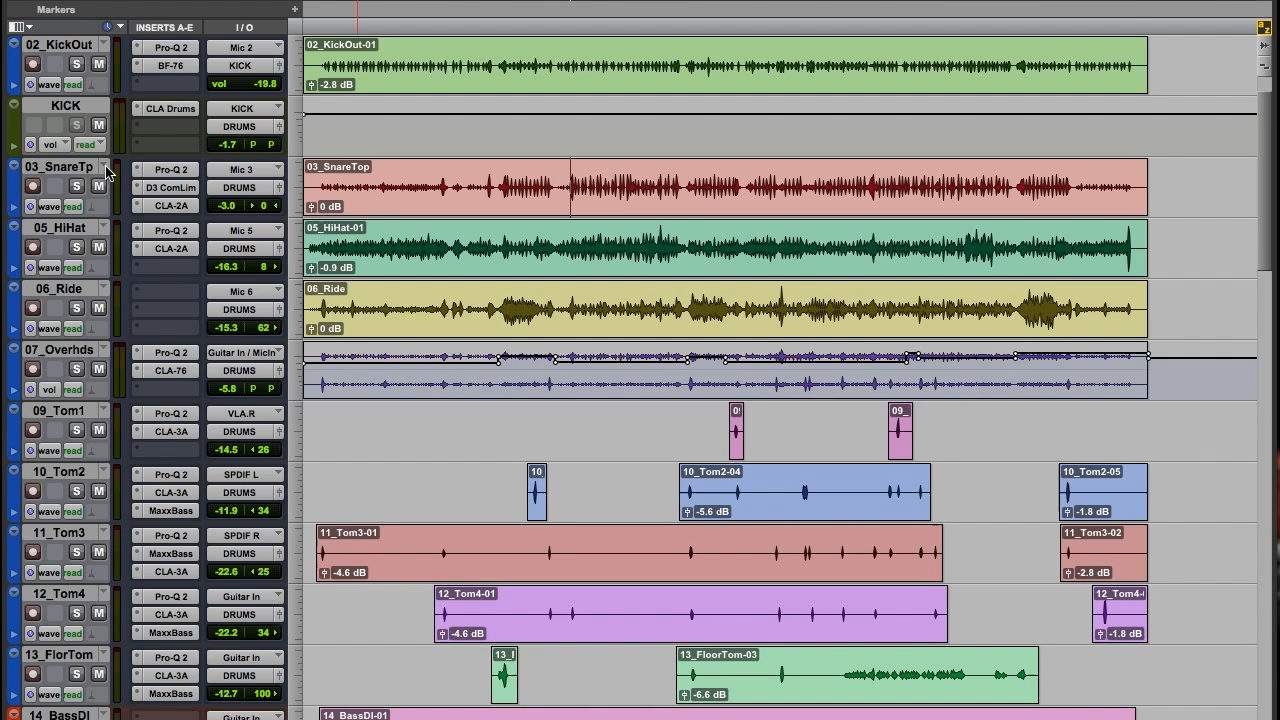 Markers
INSERTS A-E I / O
02_KickOut Pro-Q 2 Mic 2 02_KickOut-01
S M BF-76 KICK
wave read vol -19.8 -2.8 dB
KICK CLA Drums KICK
S M DRUMS
vol read -1.7 P P
03_SnareTp Pro-Q 2 Mic 3 03_SnareTop
S M D3 ComLim DRUMS
wave read CLA-2A -3.0 0 0 dB
05_HiHat Pro-Q 2 Mic 5 05_HiHat-01
S M CLA-2A DRUMS
wave read -16.3 8 -0.9 dB
06_Ride Mic 6 06_Ride
S M DRUMS
wave read -15.3 62 0 dB
07_Overhds Pro-Q 2 Guitar In / MicIn
S M CLA-76 DRUMS
vol read -5.8 P P
09_Tom1 Pro-Q 2 VLA.R 09_
S M CLA-3A DRUMS
wave read -14.5 26
10_Tom2 Pro-Q 2 SPDIF L 10 10_Tom2-04 10_Tom2-05
S M CLA-3A DRUMS
wave read MaxxBass -11.9 34 -5.6 dB -1.8 dB
11_Tom3 Pro-Q 2 SPDIF R 11_Tom3-01 11_Tom3-02
S M MaxxBass DRUMS
wave read CLA-3A -22.6 25 -4.6 dB -2.8 dB
12_Tom4 Pro-Q 2 Guitar In 12_Tom4-01 12_Tom4-
S M CLA-3A DRUMS
wave read MaxxBass -22.2 34 -4.6 dB -1.8 dB
13_FlorTom Pro-Q 2 Guitar In 13_ 13_FloorTom-03
S M CLA-3A DRUMS
wave read MaxxBass -12.7 100 -6.6 dB
14_BassDI Guitar In 14_BassDI-01